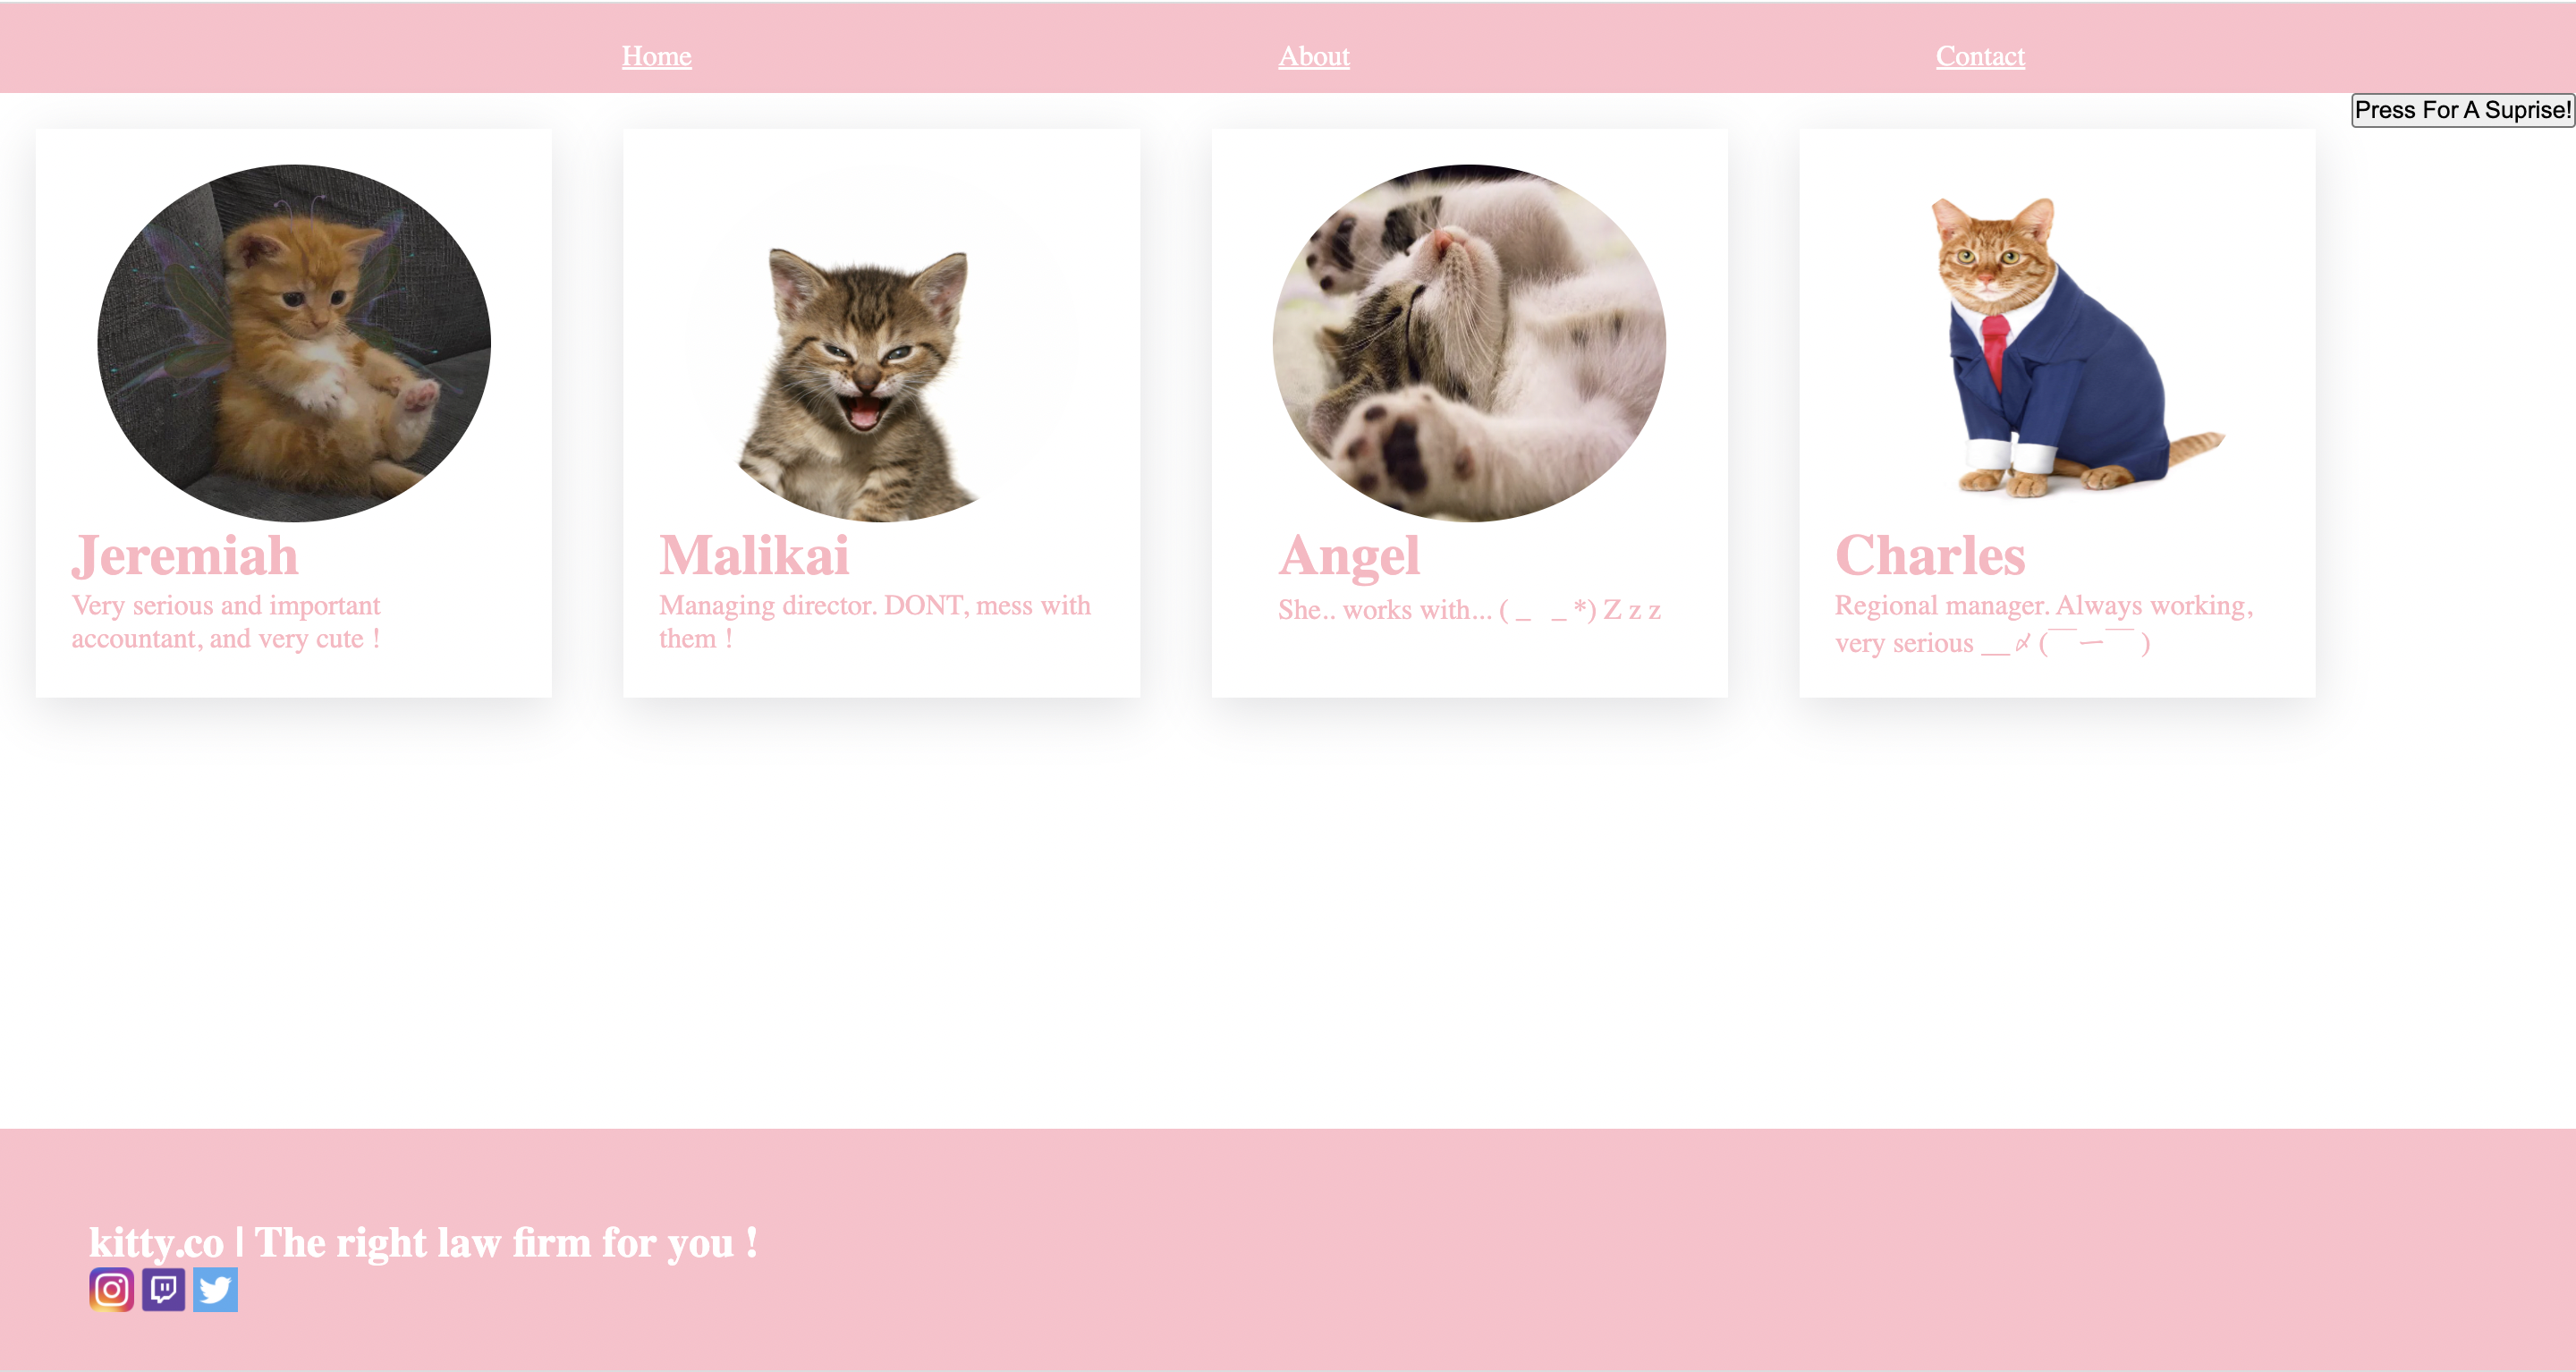 Home About Contact
Press For A Suprise!
Jeremiah
Very serious and important
accountant, and very cute !
Malikai
Managing director. DONT, mess with
them !
Angel
She.. works with... ( _   _ *) Z z z
Charles
Regional manager. Always working,
very serious __〆(￣ー￣ )
kitty.co | The right law firm for you !